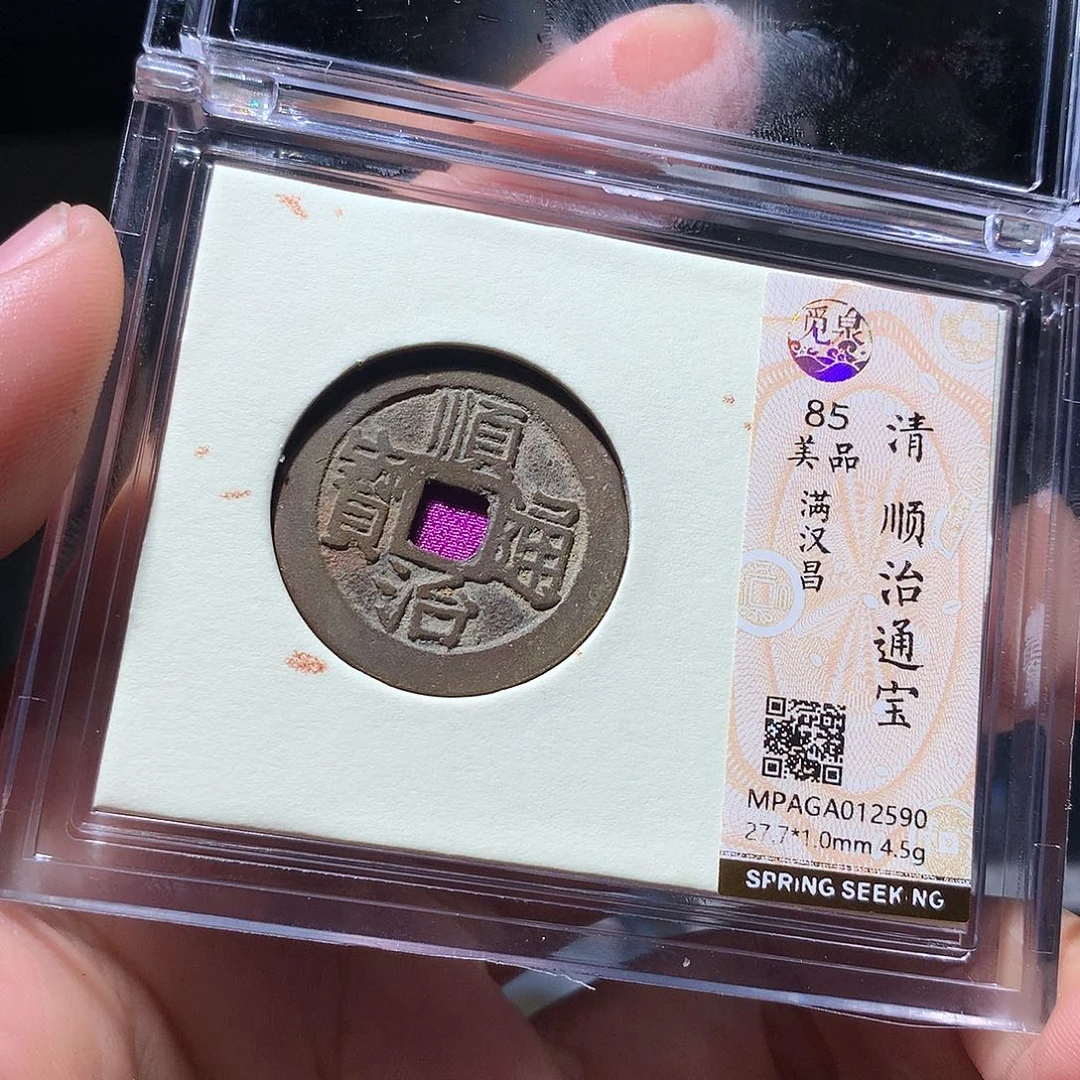 順
寶 通
治
觅泉
85
美品
满汉昌
清 顺治通宝
MPAGA012590
27.7*1.0mm 4.5g
SPRING SEEKING